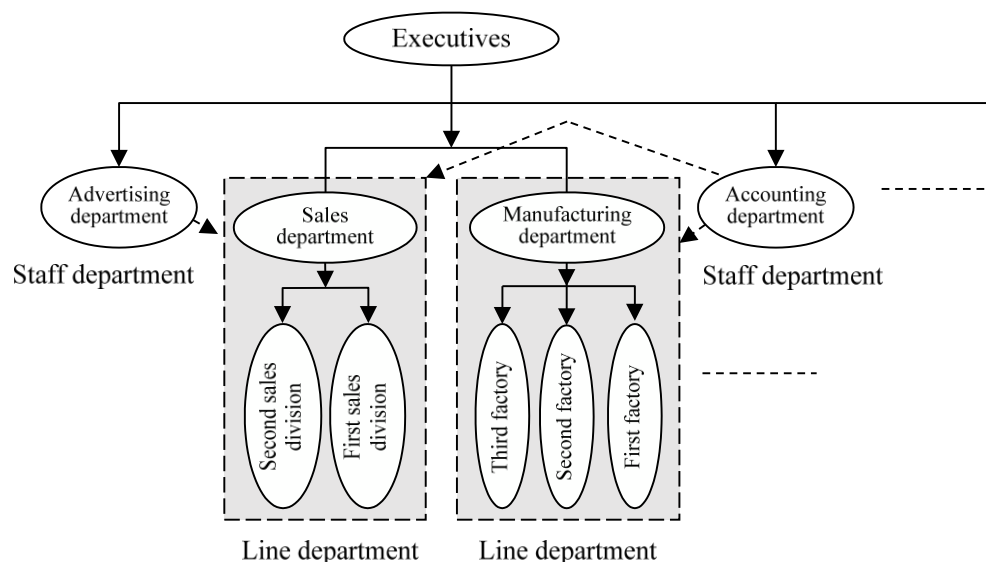 Executives
Advertising
department
Sales
department
Manufacturing
department
Accounting
department
Staff department
Staff department
Second sales
division
First sales
division
Third factory
Second factory
First factory
Line department
Line department